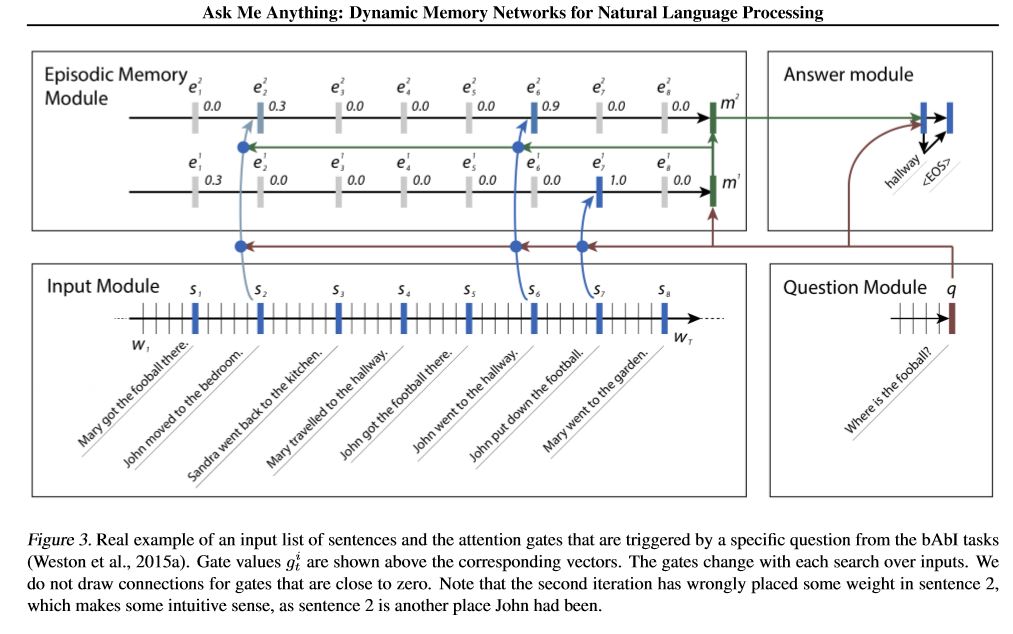 Ask Me Anything: Dynamic Memory Networks for Natural Language Processing
Episodic Memory Module
e²₁ e²₂ e²₃ e²₄ e²₅ e²₆ e²₇ e²₈
0.0 0.3 0.0 0.0 0.0 0.9 0.0 0.0 m²
e¹₁ e¹₂ e¹₃ e¹₄ e¹₅ e¹₆ e¹₇ e¹₈
0.3 0.0 0.0 0.0 0.0 0.0 1.0 0.0 m¹
Answer module
hallway
<EOS>
Input Module
s₁ s₂ s₃ s₄ s₅ s₆ s₇ s₈
w₁ w_T
Mary got the fooball there.
John moved to the bedroom.
Sandra went back to the kitchen.
Mary travelled to the hallway.
John got the football there.
John went to the hallway.
John put down the football.
Mary went to the garden.
Question Module q
Where is the fooball?
Figure 3. Real example of an input list of sentences and the attention gates that are triggered by a specific question from the bAbI tasks
(Weston et al., 2015a). Gate values gᵢₜ are shown above the corresponding vectors. The gates change with each search over inputs. We
do not draw connections for gates that are close to zero. Note that the second iteration has wrongly placed some weight in sentence 2,
which makes some intuitive sense, as sentence 2 is another place John had been.